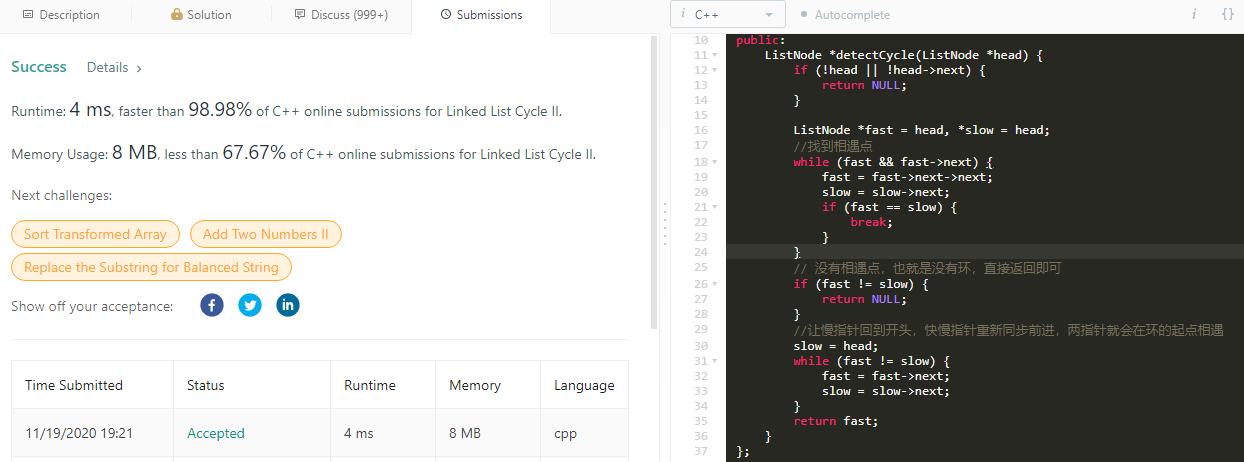 Description
Solution
Discuss (999+)
Submissions
Success
Details ›
Runtime: 4 ms, faster than 98.98% of C++ online submissions for Linked List Cycle II.
Memory Usage: 8 MB, less than 67.67% of C++ online submissions for Linked List Cycle II.
Next challenges:
Sort Transformed Array
Add Two Numbers II
Replace the Substring for Balanced String
Show off your acceptance:
Time Submitted Status Runtime Memory Language
11/19/2020 19:21 Accepted 4 ms 8 MB cpp
i C++
Autocomplete
i {}
10 public:
11 ListNode *detectCycle(ListNode *head) {
12 if (!head || !head->next) {
13 return NULL;
14 }
15
16 ListNode *fast = head, *slow = head;
17 //找到相遇点
18 while (fast && fast->next) {
19 fast = fast->next->next;
20 slow = slow->next;
21 if (fast == slow) {
22 break;
23 }
24 }
25 // 没有相遇点，也就是没有环，直接返回即可
26 if (fast != slow) {
27 return NULL;
28 }
29 //让慢指针回到开头，快慢指针重新同步前进，两指针就会在环的起点相遇
30 slow = head;
31 while (fast != slow) {
32 fast = fast->next;
33 slow = slow->next;
34 }
35 return fast;
36 }
37 };